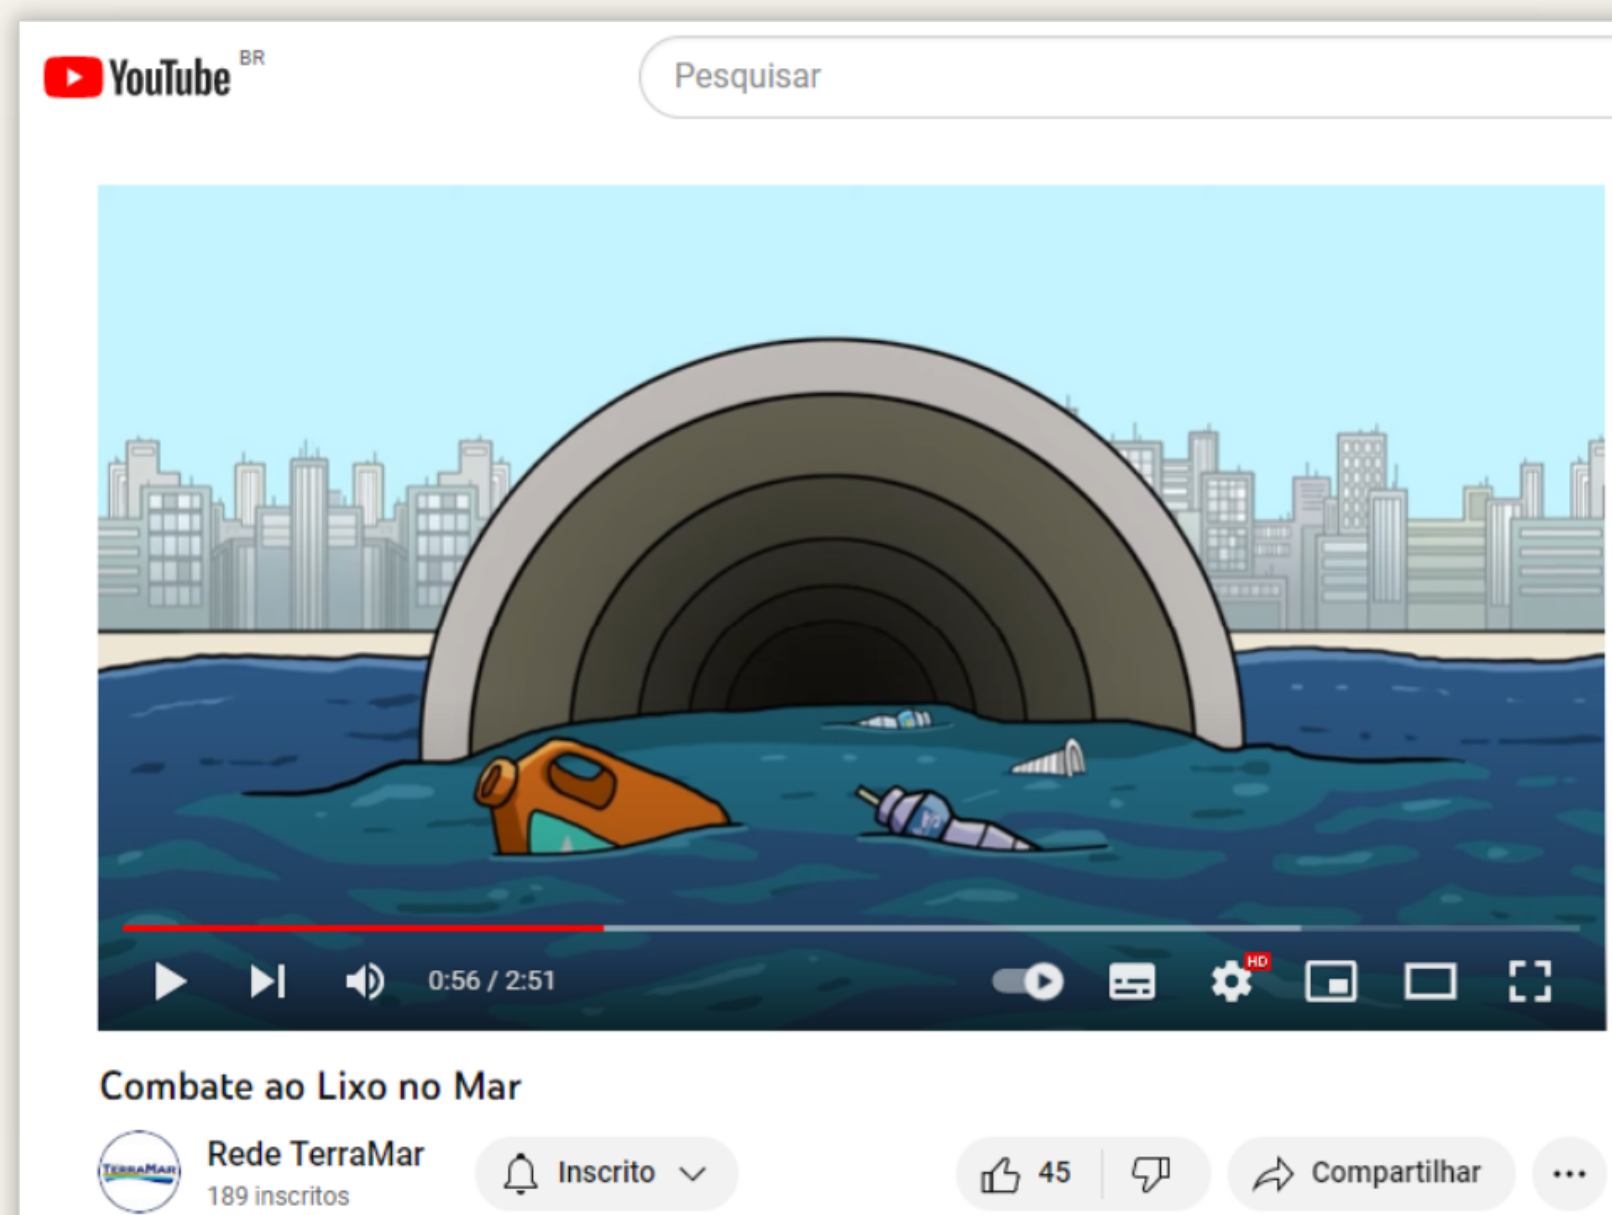 YouTube BR
Pesquisar
0:56 / 2:51
HD
Combate ao Lixo no Mar
TERRAMAR
Rede TerraMar
189 inscritos
Inscrito
45
Compartilhar